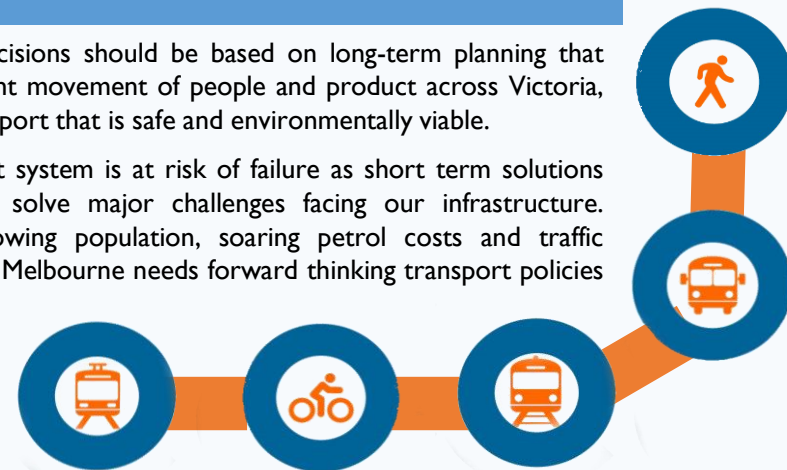 cisions should be based on long-term planning that
nt movement of people and product across Victoria,
port that is safe and environmentally viable.
t system is at risk of failure as short term solutions
solve major challenges facing our infrastructure.
owing population, soaring petrol costs and traffic
Melbourne needs forward thinking transport policies